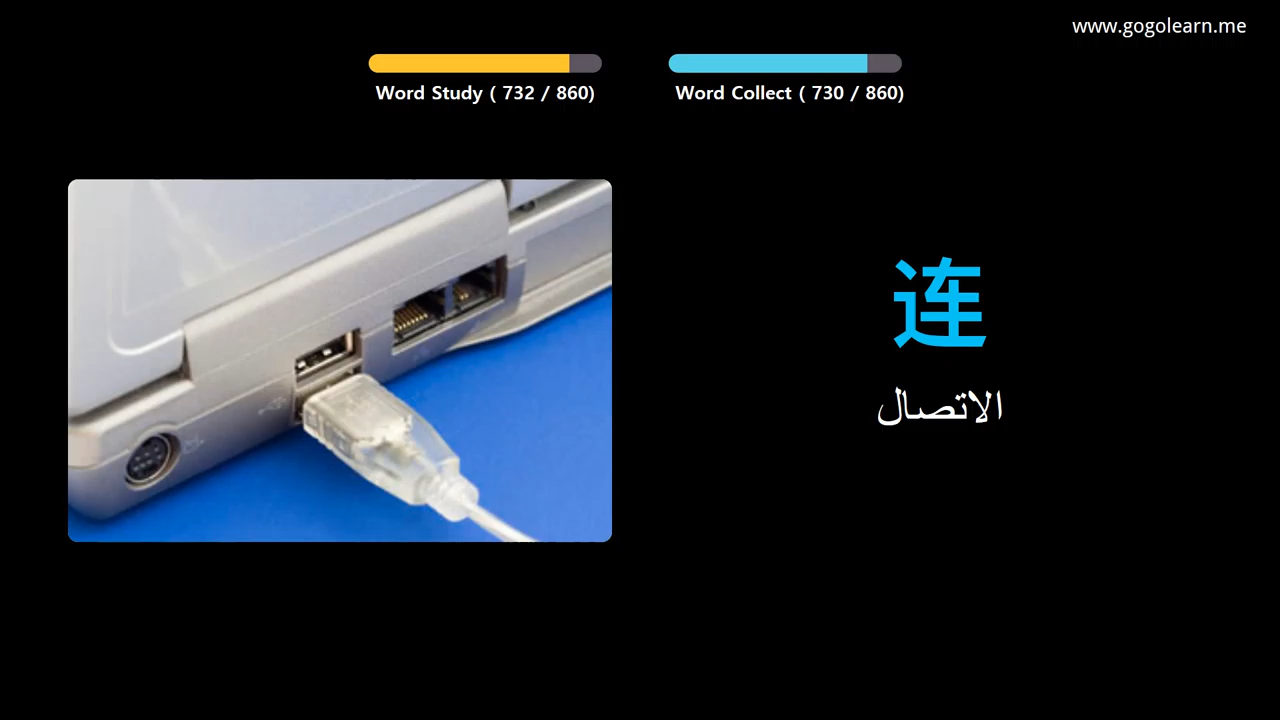 www.gogolearn.me
Word Study ( 732 / 860)
Word Collect ( 730 / 860)
连
الاتصال